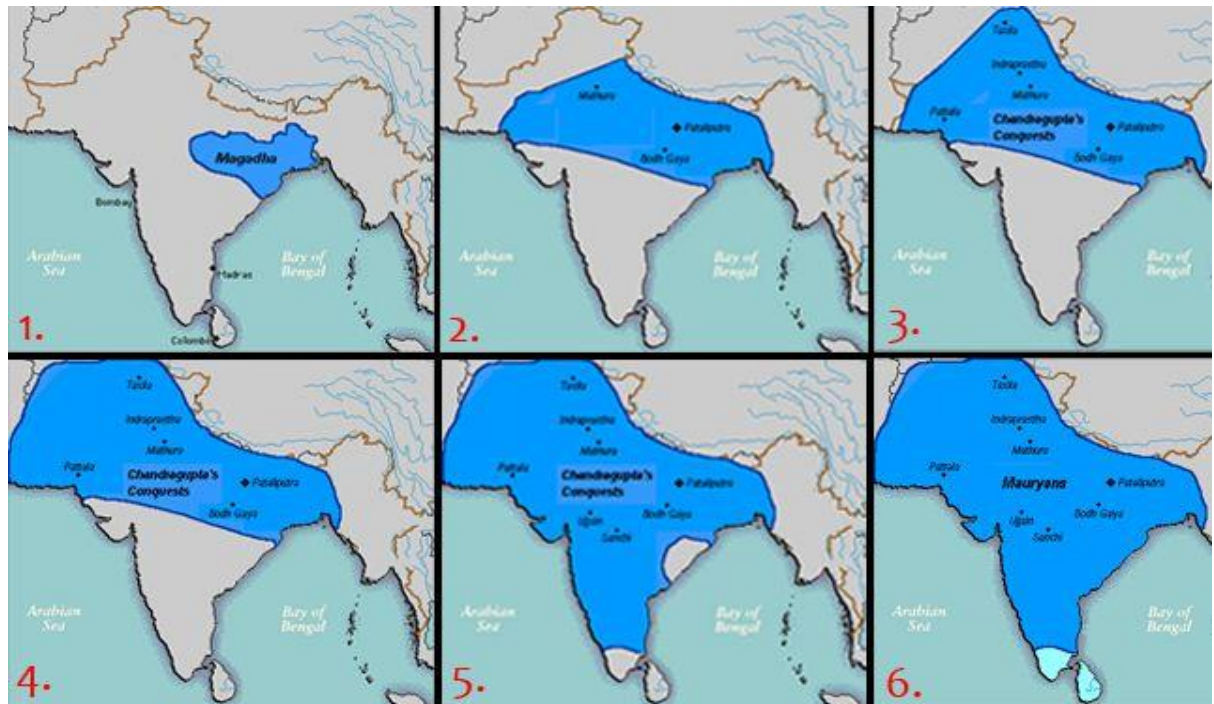 Magadha
Bombay
Arabian
Sea
Bay of
Bengal
Madras
Colombo
1.
Mathura
Pataliputra
Bodh Gaya
Arabian
Sea
Bay of
Bengal
2.
Taxila
Indraprastha
Mathura
Pattala
Chandragupta's
Conquests
Pataliputra
Bodh Gaya
Arabian
Sea
Bay of
Bengal
3.
Taxila
Indraprastha
Mathura
Pattala
Chandragupta's
Conquests
Pataliputra
Bodh Gaya
Arabian
Sea
Bay of
Bengal
4.
Taxila
Indraprastha
Mathura
Pattala
Chandragupta's
Conquests
Pataliputra
Bodh Gaya
Ujjain
Sanchi
Arabian
Sea
Bay of
Bengal
5.
Taxila
Indraprastha
Mathura
Pattala
Mauryans
Pataliputra
Bodh Gaya
Ujjain
Sanchi
Arabian
Sea
Bay of
Bengal
6.